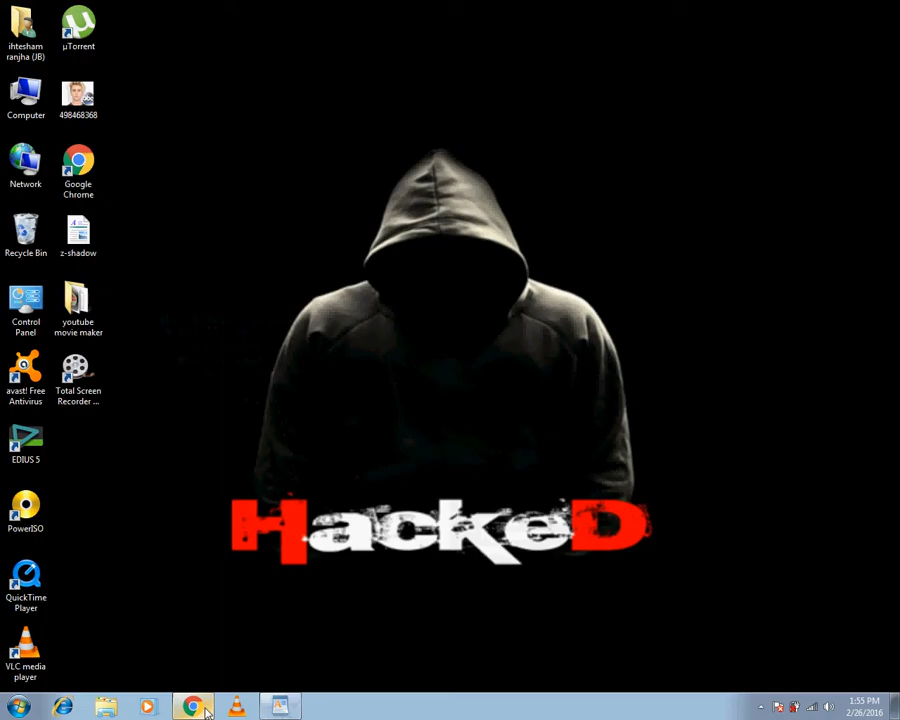 ihtesham
ranjha (JB)
µTorrent
Computer
498468368
Network
Google
Chrome
Recycle Bin
z-shadow
Control
Panel
youtube
movie maker
avast! Free
Antivirus
Total Screen
Recorder ...
EDIUS 5
PowerISO
QuickTime
Player
VLC media
player
HackeD
1:55 PM
2/26/2016